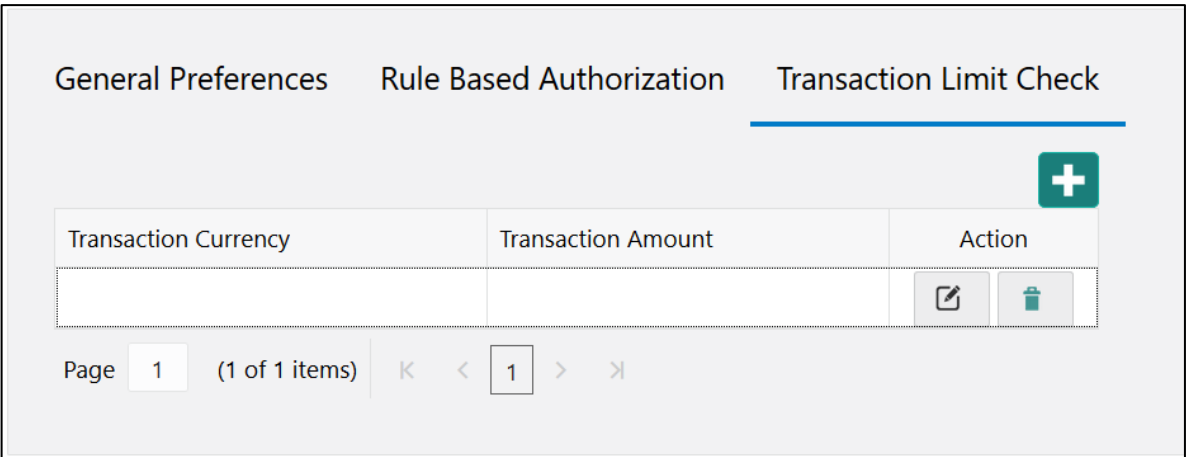 General Preferences Rule Based Authorization Transaction Limit Check
Transaction Currency Transaction Amount Action
Page 1 (1 of 1 items) 1